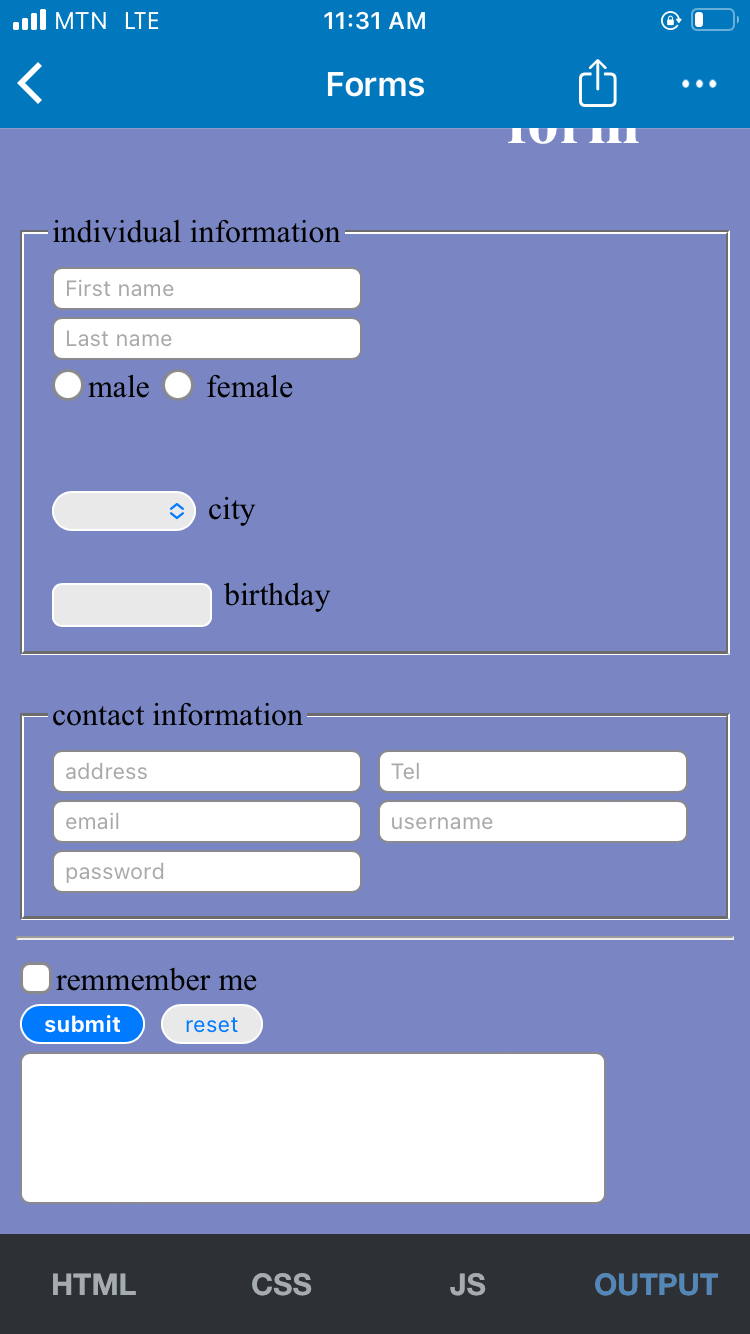 MTN LTE 11:31 AM
Forms
form
individual information
First name
Last name
male female
city
birthday
contact information
address Tel
email username
password
remmember me
submit reset
HTML CSS JS OUTPUT